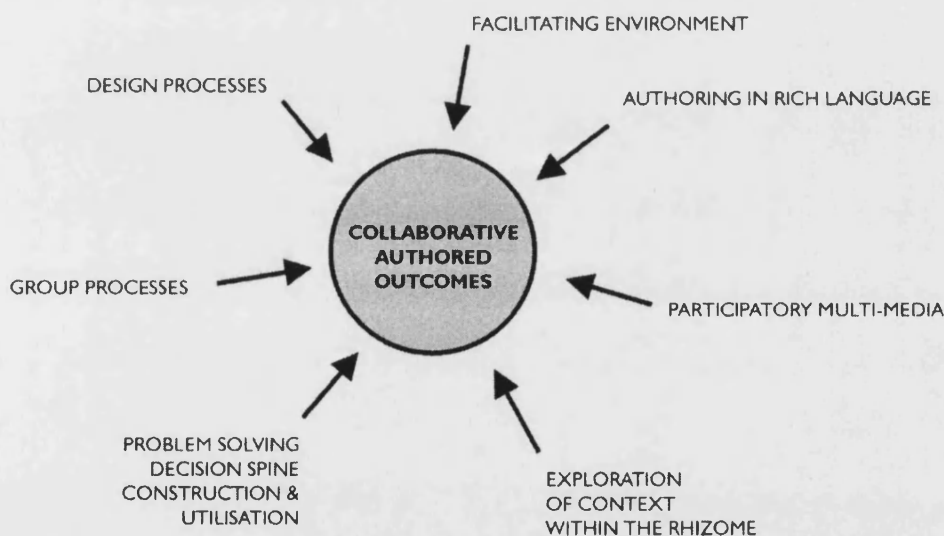 FACILITATING ENVIRONMENT
DESIGN PROCESSES
AUTHORING IN RICH LANGUAGE
COLLABORATIVE
AUTHORED
OUTCOMES
GROUP PROCESSES
PARTICIPATORY MULTI-MEDIA
PROBLEM SOLVING
DECISION SPINE
CONSTRUCTION &
UTILISATION
EXPLORATION
OF CONTEXT
WITHIN THE RHIZOME